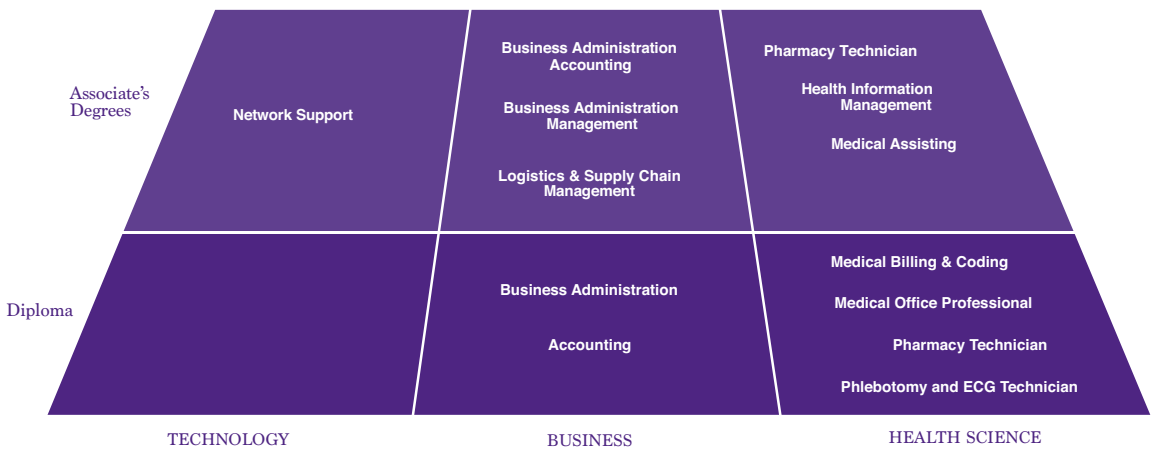 Associate's
Degrees
Network Support
Business Administration
Accounting
Business Administration
Management
Logistics & Supply Chain
Management
Pharmacy Technician
Health Information
Management
Medical Assisting
Diploma
Business Administration
Accounting
Medical Billing & Coding
Medical Office Professional
Pharmacy Technician
Phlebotomy and ECG Technician
TECHNOLOGY
BUSINESS
HEALTH SCIENCE